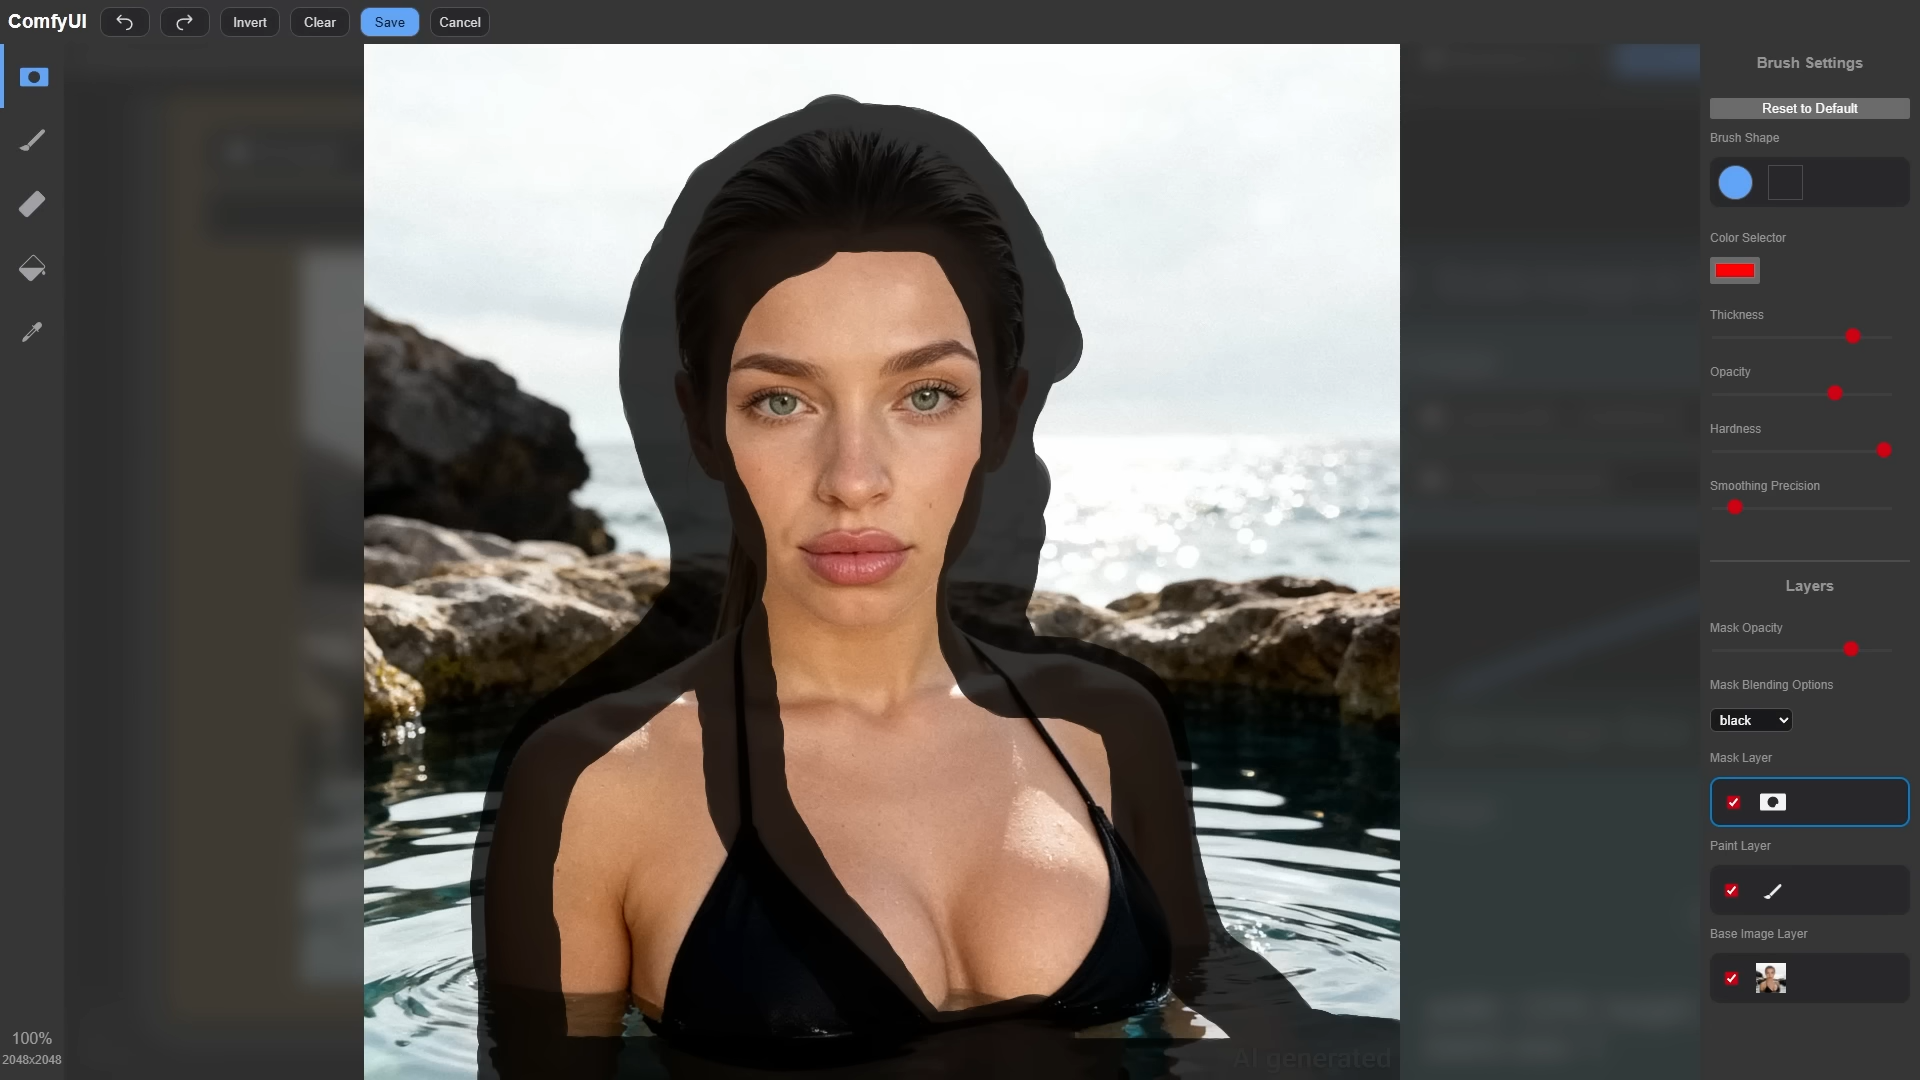 ComfyUI
Invert
Clear
Save
Cancel
Brush Settings
Reset to Default
Brush Shape
Color Selector
Thickness
Opacity
Hardness
Smoothing Precision
Layers
Mask Opacity
Mask Blending Options
black
Mask Layer
Paint Layer
Base Image Layer
100%
2048x2048
AI generated